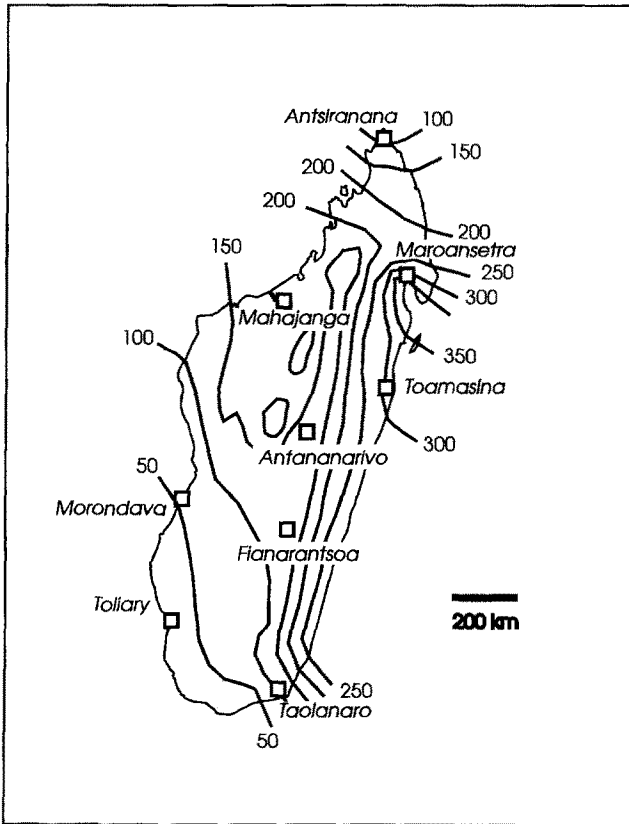 Antsiranana
100
150
200
200
200
Maroansetra
150
250
300
Mahajanga
100
350
Toamasina
300
Antananarivo
50
Morondava
Fianarantsoa
Toliary
200 km
250
Taolanaro
50